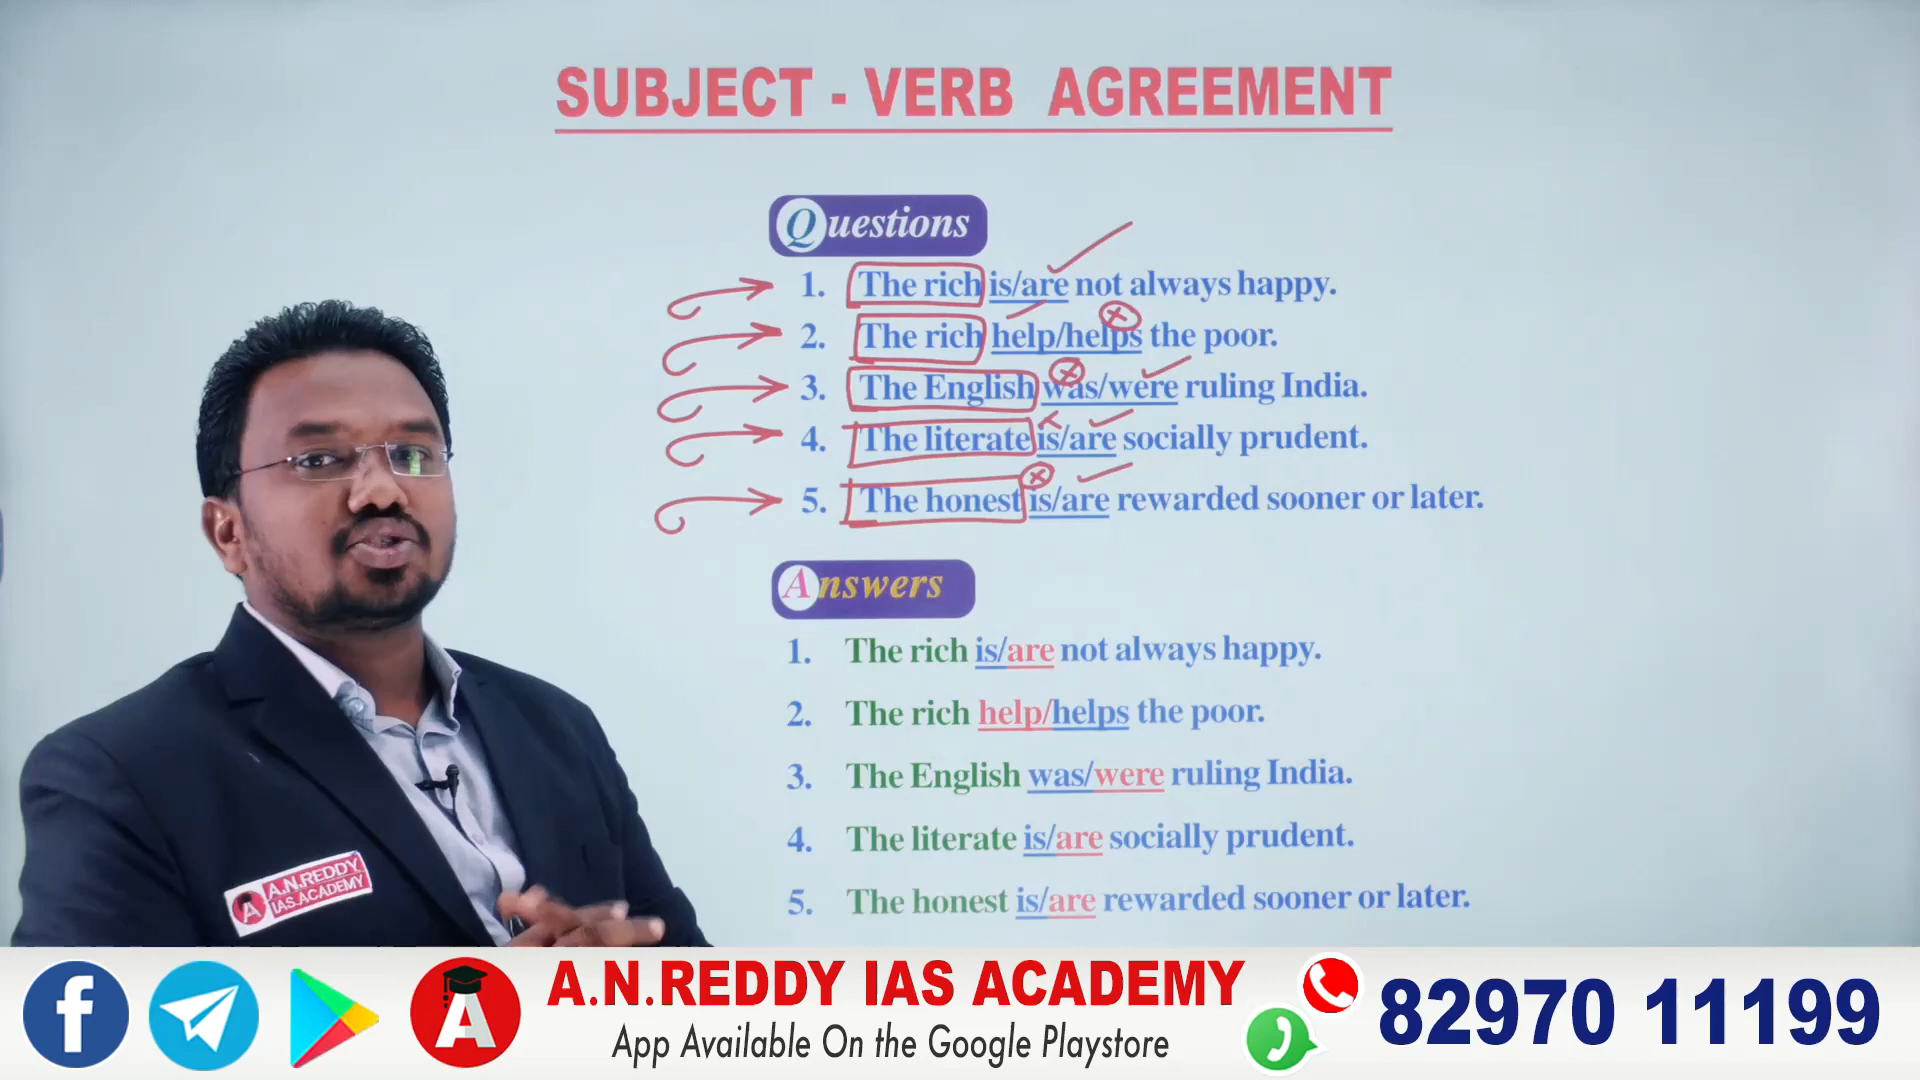 SUBJECT - VERB AGREEMENT
Questions
1. The rich is/are not always happy.
2. The rich help/helps the poor.
3. The English was/were ruling India.
4. The literate is/are socially prudent.
5. The honest is/are rewarded sooner or later.
Answers
1. The rich is/are not always happy.
2. The rich help/helps the poor.
3. The English was/were ruling India.
4. The literate is/are socially prudent.
5. The honest is/are rewarded sooner or later.
A.N.REDDY
IAS.ACADEMY
A.N.REDDY IAS ACADEMY
App Available On the Google Playstore
82970 11199